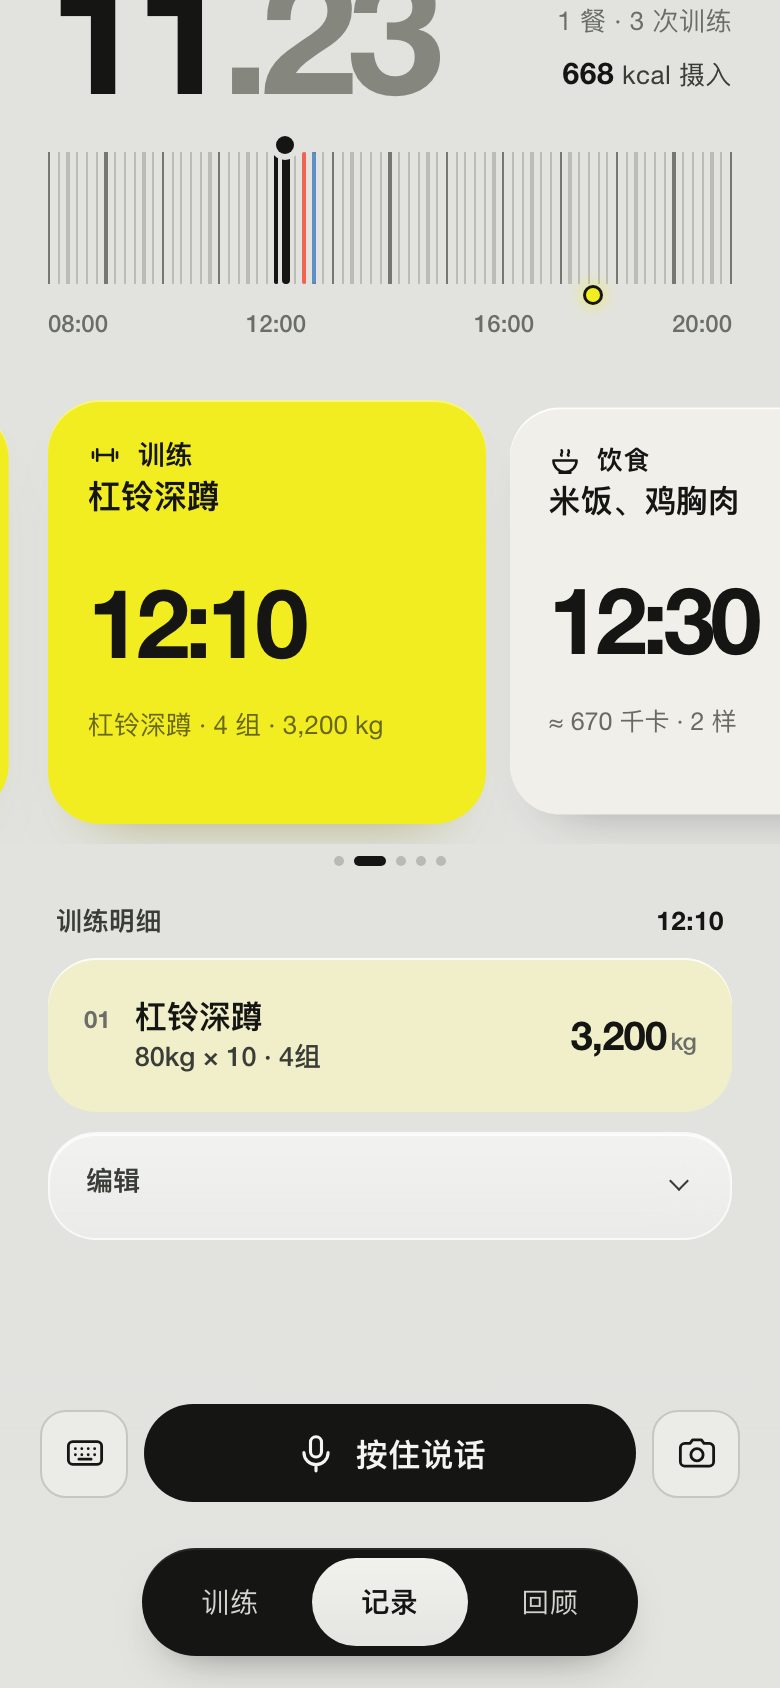 11.23
1 餐 · 3 次训练
668 kcal 摄入
08:00 12:00 16:00 20:00
训练
杠铃深蹲
12:10
杠铃深蹲 · 4 组 · 3,200 kg
饮食
米饭、鸡胸肉
12:30
≈ 670 千卡 · 2 样
训练明细 12:10
01 杠铃深蹲 3,200 kg
80kg × 10 · 4组
编辑
按住说话
训练 记录 回顾